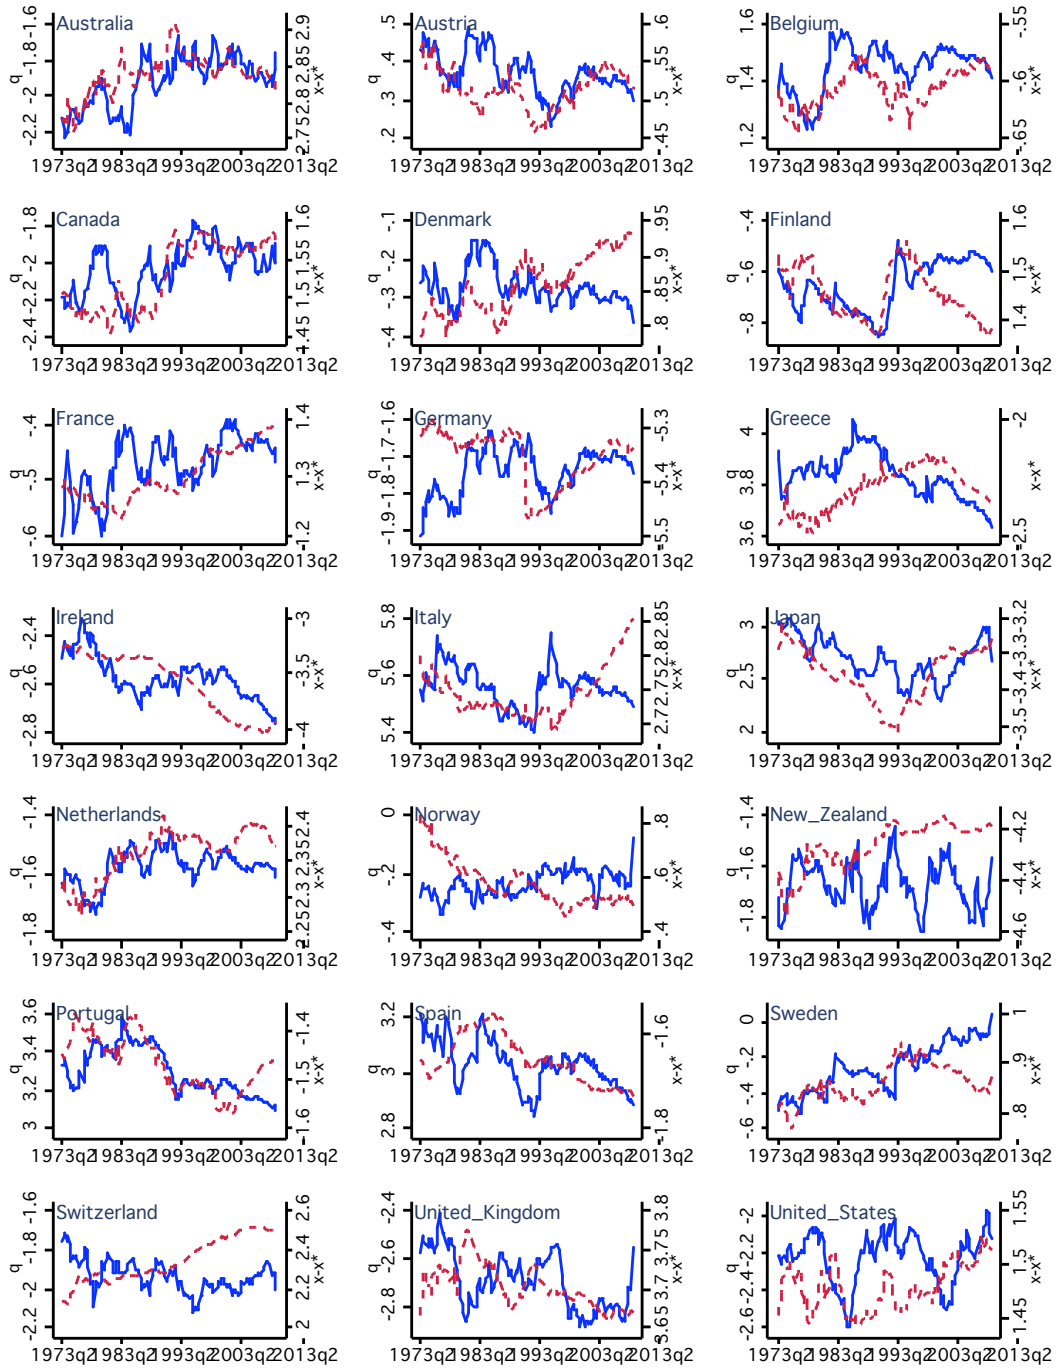 Australia
-2.2 -2 -1.8 -1.6
q
2.75 2.8 2.85 2.9
x-x*
1973q2 1983q2 1993q2 2003q2 2013q2
Austria
.2 .3 .4 .5
q
.45 .5 .55 .6
x-x*
1973q2 1983q2 1993q2 2003q2 2013q2
Belgium
1.2 1.4 1.6
q
-.65 -.6 -.55
x-x*
1973q2 1983q2 1993q2 2003q2 2013q2
Canada
-2.4 -2.2 -2 -1.8
q
1.45 1.5 1.55 1.6
x-x*
1973q2 1983q2 1993q2 2003q2 2013q2
Denmark
-.4 -.3 -.2 -.1
q
.8 .85 .9 .95
x-x*
1973q2 1983q2 1993q2 2003q2 2013q2
Finland
-.8 -.6 -.4
q
1.4 1.5 1.6
x-x*
1973q2 1983q2 1993q2 2003q2 2013q2
France
-.6 -.5 -.4
q
1.2 1.3 1.4
x-x*
1973q2 1983q2 1993q2 2003q2 2013q2
Germany
-1.9 -1.8 -1.7 -1.6
q
-5.5 -5.4 -5.3
x-x*
1973q2 1983q2 1993q2 2003q2 2013q2
Greece
3.6 3.8 4
q
-2.5 -2
x-x*
1973q2 1983q2 1993q2 2003q2 2013q2
Ireland
-2.8 -2.6 -2.4
q
-4 -3.5 -3
x-x*
1973q2 1983q2 1993q2 2003q2 2013q2
Italy
5.4 5.6 5.8
q
2.7 2.75 2.8 2.85
x-x*
1973q2 1983q2 1993q2 2003q2 2013q2
Japan
2 2.5 3
q
-3.5 -3.4 -3.3 -3.2
x-x*
1973q2 1983q2 1993q2 2003q2 2013q2
Netherlands
-1.8 -1.6 -1.4
q
2.25 2.3 2.35 2.4
x-x*
1973q2 1983q2 1993q2 2003q2 2013q2
Norway
-.4 -.2 0
q
.4 .6 .8
x-x*
1973q2 1983q2 1993q2 2003q2 2013q2
New_Zealand
-1.8 -1.6 -1.4
q
-4.6 -4.4 -4.2
x-x*
1973q2 1983q2 1993q2 2003q2 2013q2
Portugal
3 3.2 3.4 3.6
q
-1.6 -1.5 -1.4
x-x*
1973q2 1983q2 1993q2 2003q2 2013q2
Spain
2.8 3 3.2
q
-1.8 -1.6
x-x*
1973q2 1983q2 1993q2 2003q2 2013q2
Sweden
-.6 -.4 -.2 0
q
.8 .9 1
x-x*
1973q2 1983q2 1993q2 2003q2 2013q2
Switzerland
-2.2 -2 -1.8 -1.6
q
2 2.2 2.4 2.6
x-x*
1973q2 1983q2 1993q2 2003q2 2013q2
United_Kingdom
-2.8 -2.6 -2.4
q
3.65 3.7 3.75 3.8
x-x*
1973q2 1983q2 1993q2 2003q2 2013q2
United_States
-2.6 -2.4 -2.2 -2
q
1.45 1.5 1.55
x-x*
1973q2 1983q2 1993q2 2003q2 2013q2